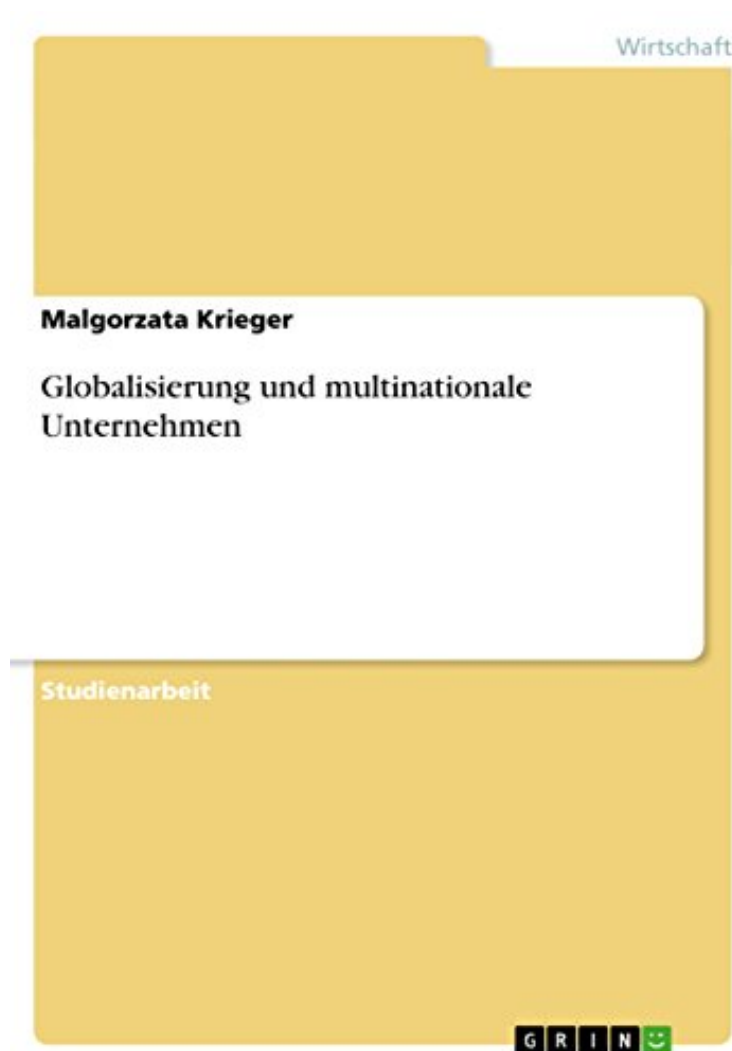 Wirtschaft
Malgorzata Krieger
Globalisierung und multinationale
Unternehmen
Studienarbeit
GRIN